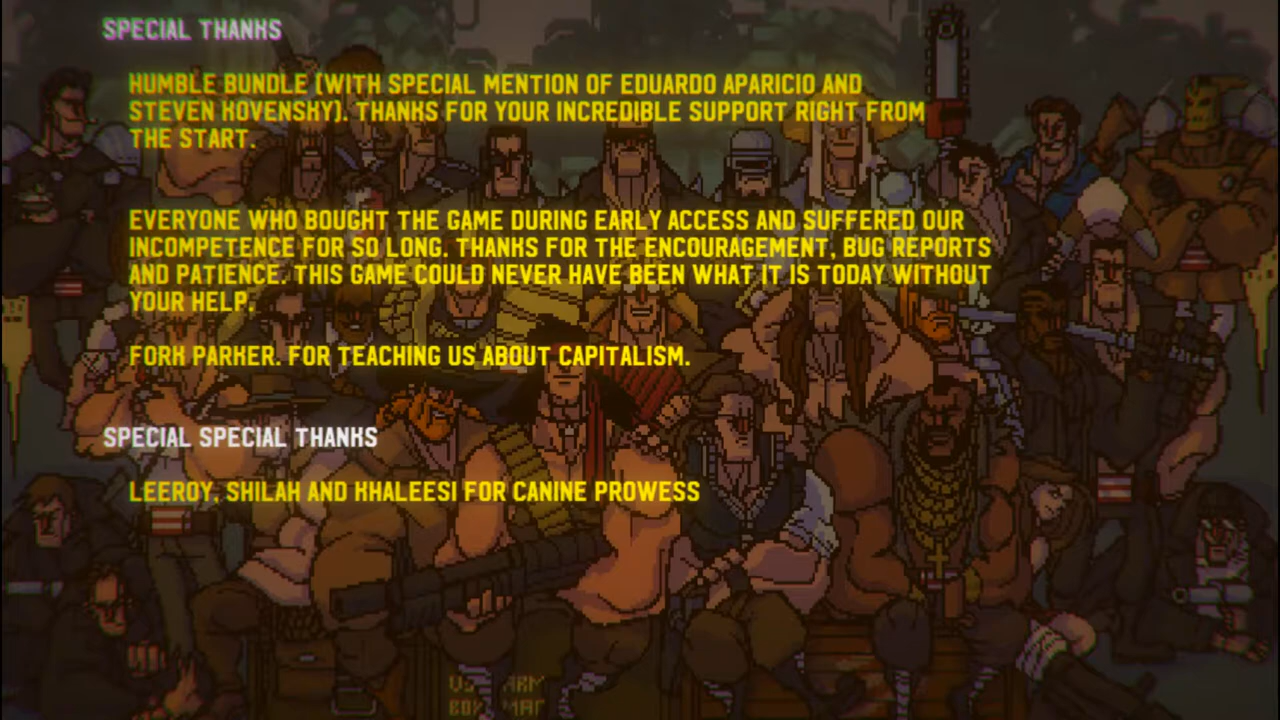 SPECIAL THANKS
HUMBLE BUNDLE (WITH SPECIAL MENTION OF EDUARDO APARICIO AND
STEVEN KOVENSKY). THANKS FOR YOUR INCREDIBLE SUPPORT RIGHT FROM
THE START.
EVERYONE WHO BOUGHT THE GAME DURING EARLY ACCESS AND SUFFERED OUR
INCOMPETENCE FOR SO LONG. THANKS FOR THE ENCOURAGEMENT, BUG REPORTS
AND PATIENCE. THIS GAME COULD NEVER HAVE BEEN WHAT IT IS TODAY WITHOUT
YOUR HELP.
FORK PARKER. FOR TEACHING US ABOUT CAPITALISM.
SPECIAL SPECIAL THANKS
LEEROY, SHILAH AND KHALEESI FOR CANINE PROWESS